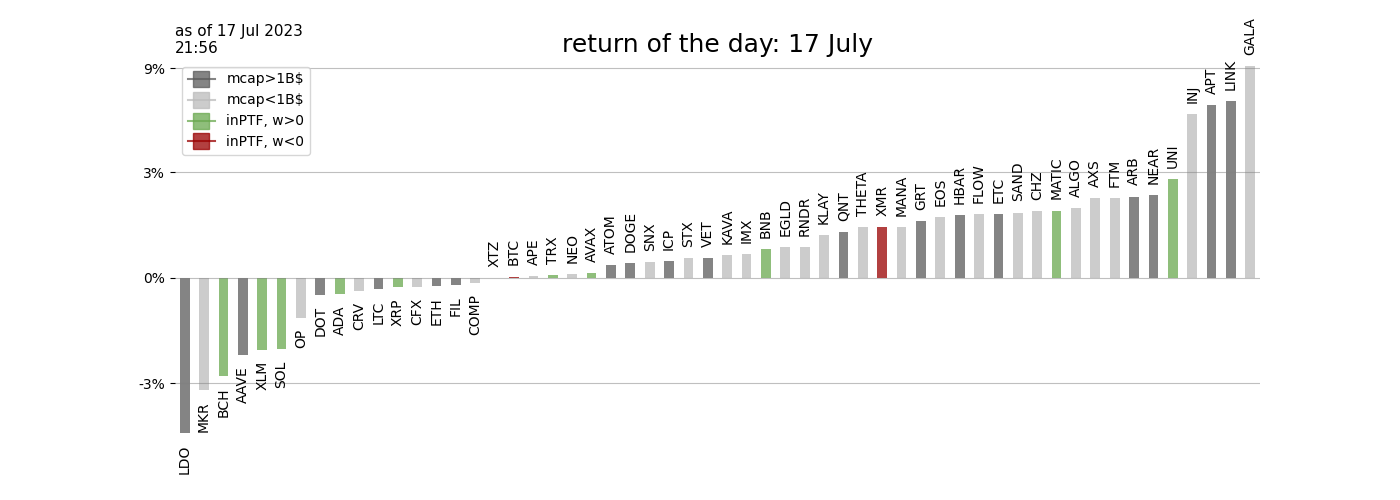 as of 17 Jul 2023
21:56
return of the day: 17 July
mcap>1B$
mcap<1B$
inPTF, w>0
inPTF, w<0
9%
3%
0%
-3%
LDO
MKR
BCH
AAVE
XLM
SOL
OP
DOT
ADA
CRV
LTC
XRP
CFX
ETH
FIL
COMP
XTZ
BTC
APE
TRX
NEO
AVAX
ATOM
DOGE
SNX
ICP
STX
VET
KAVA
IMX
BNB
EGLD
RNDR
KLAY
QNT
THETA
XMR
MANA
GRT
EOS
HBAR
FLOW
ETC
SAND
CHZ
MATIC
ALGO
AXS
FTM
ARB
NEAR
UNI
INJ
APT
LINK
GALA